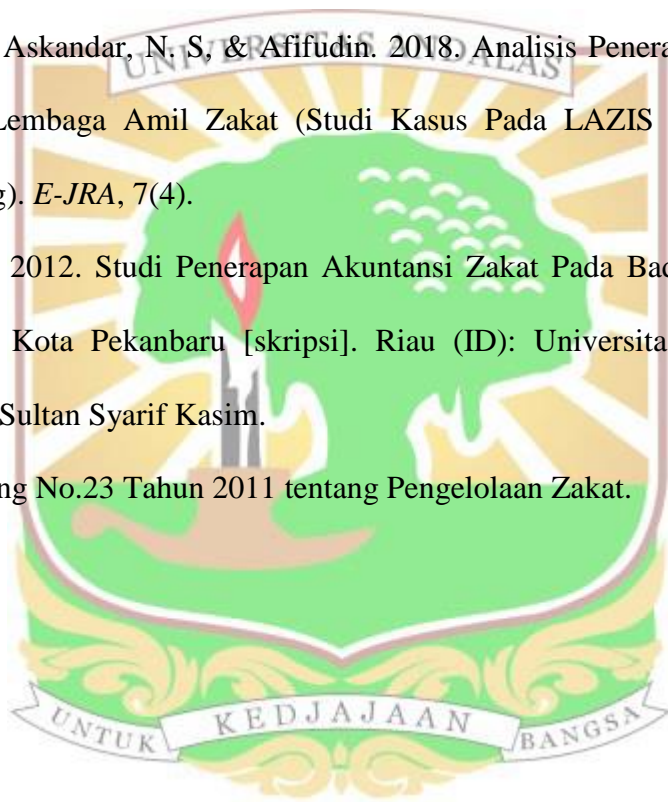 UNIVERSITAS ANDALAS
Askandar, N. S, & Afifudin. 2018. Analisis Penera
Lembaga Amil Zakat (Studi Kasus Pada LAZIS
g). E-JRA, 7(4).
2012. Studi Penerapan Akuntansi Zakat Pada Bad
Kota Pekanbaru [skripsi]. Riau (ID): Universita
Sultan Syarif Kasim.
ng No.23 Tahun 2011 tentang Pengelolaan Zakat.
UNTUK KEDJAJAAN BANGSA